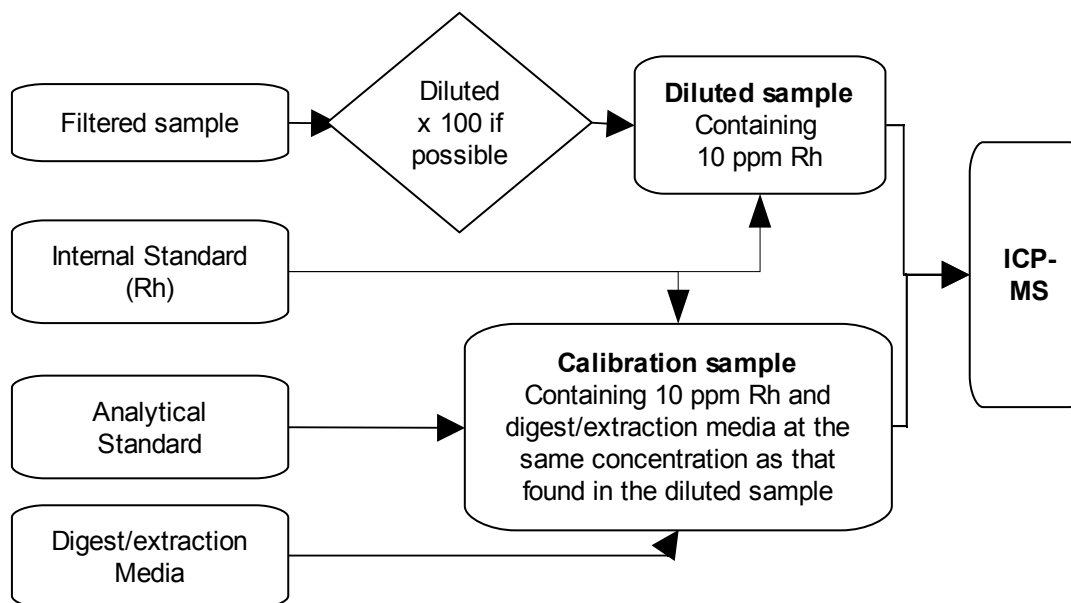 Filtered sample
Diluted
x 100 if
possible
Diluted sample
Containing
10 ppm Rh
Internal Standard
(Rh)
ICP-
MS
Calibration sample
Containing 10 ppm Rh and
digest/extraction media at the
same concentration as that
found in the diluted sample
Analytical
Standard
Digest/extraction
Media